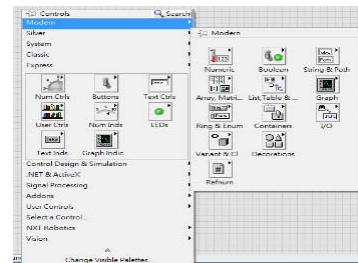 Controls Search
Modern
Silver
System
Classic
Express
Num Ctrls Buttons Text Ctrls
User Ctrls Num Inds LEDs
Text Inds Graph Indic
Control Design & Simulation
.NET & ActiveX
Signal Processing
Addons
User Controls
Select a Control...
NXT Robotics
Vision
Change Visible Palettes...
Modern
Numeric Boolean String & Path
Array, Matri... List, Table & ... Graph
Ring & Enum Containers I/O
Variant & Cl Decorations
Refnum